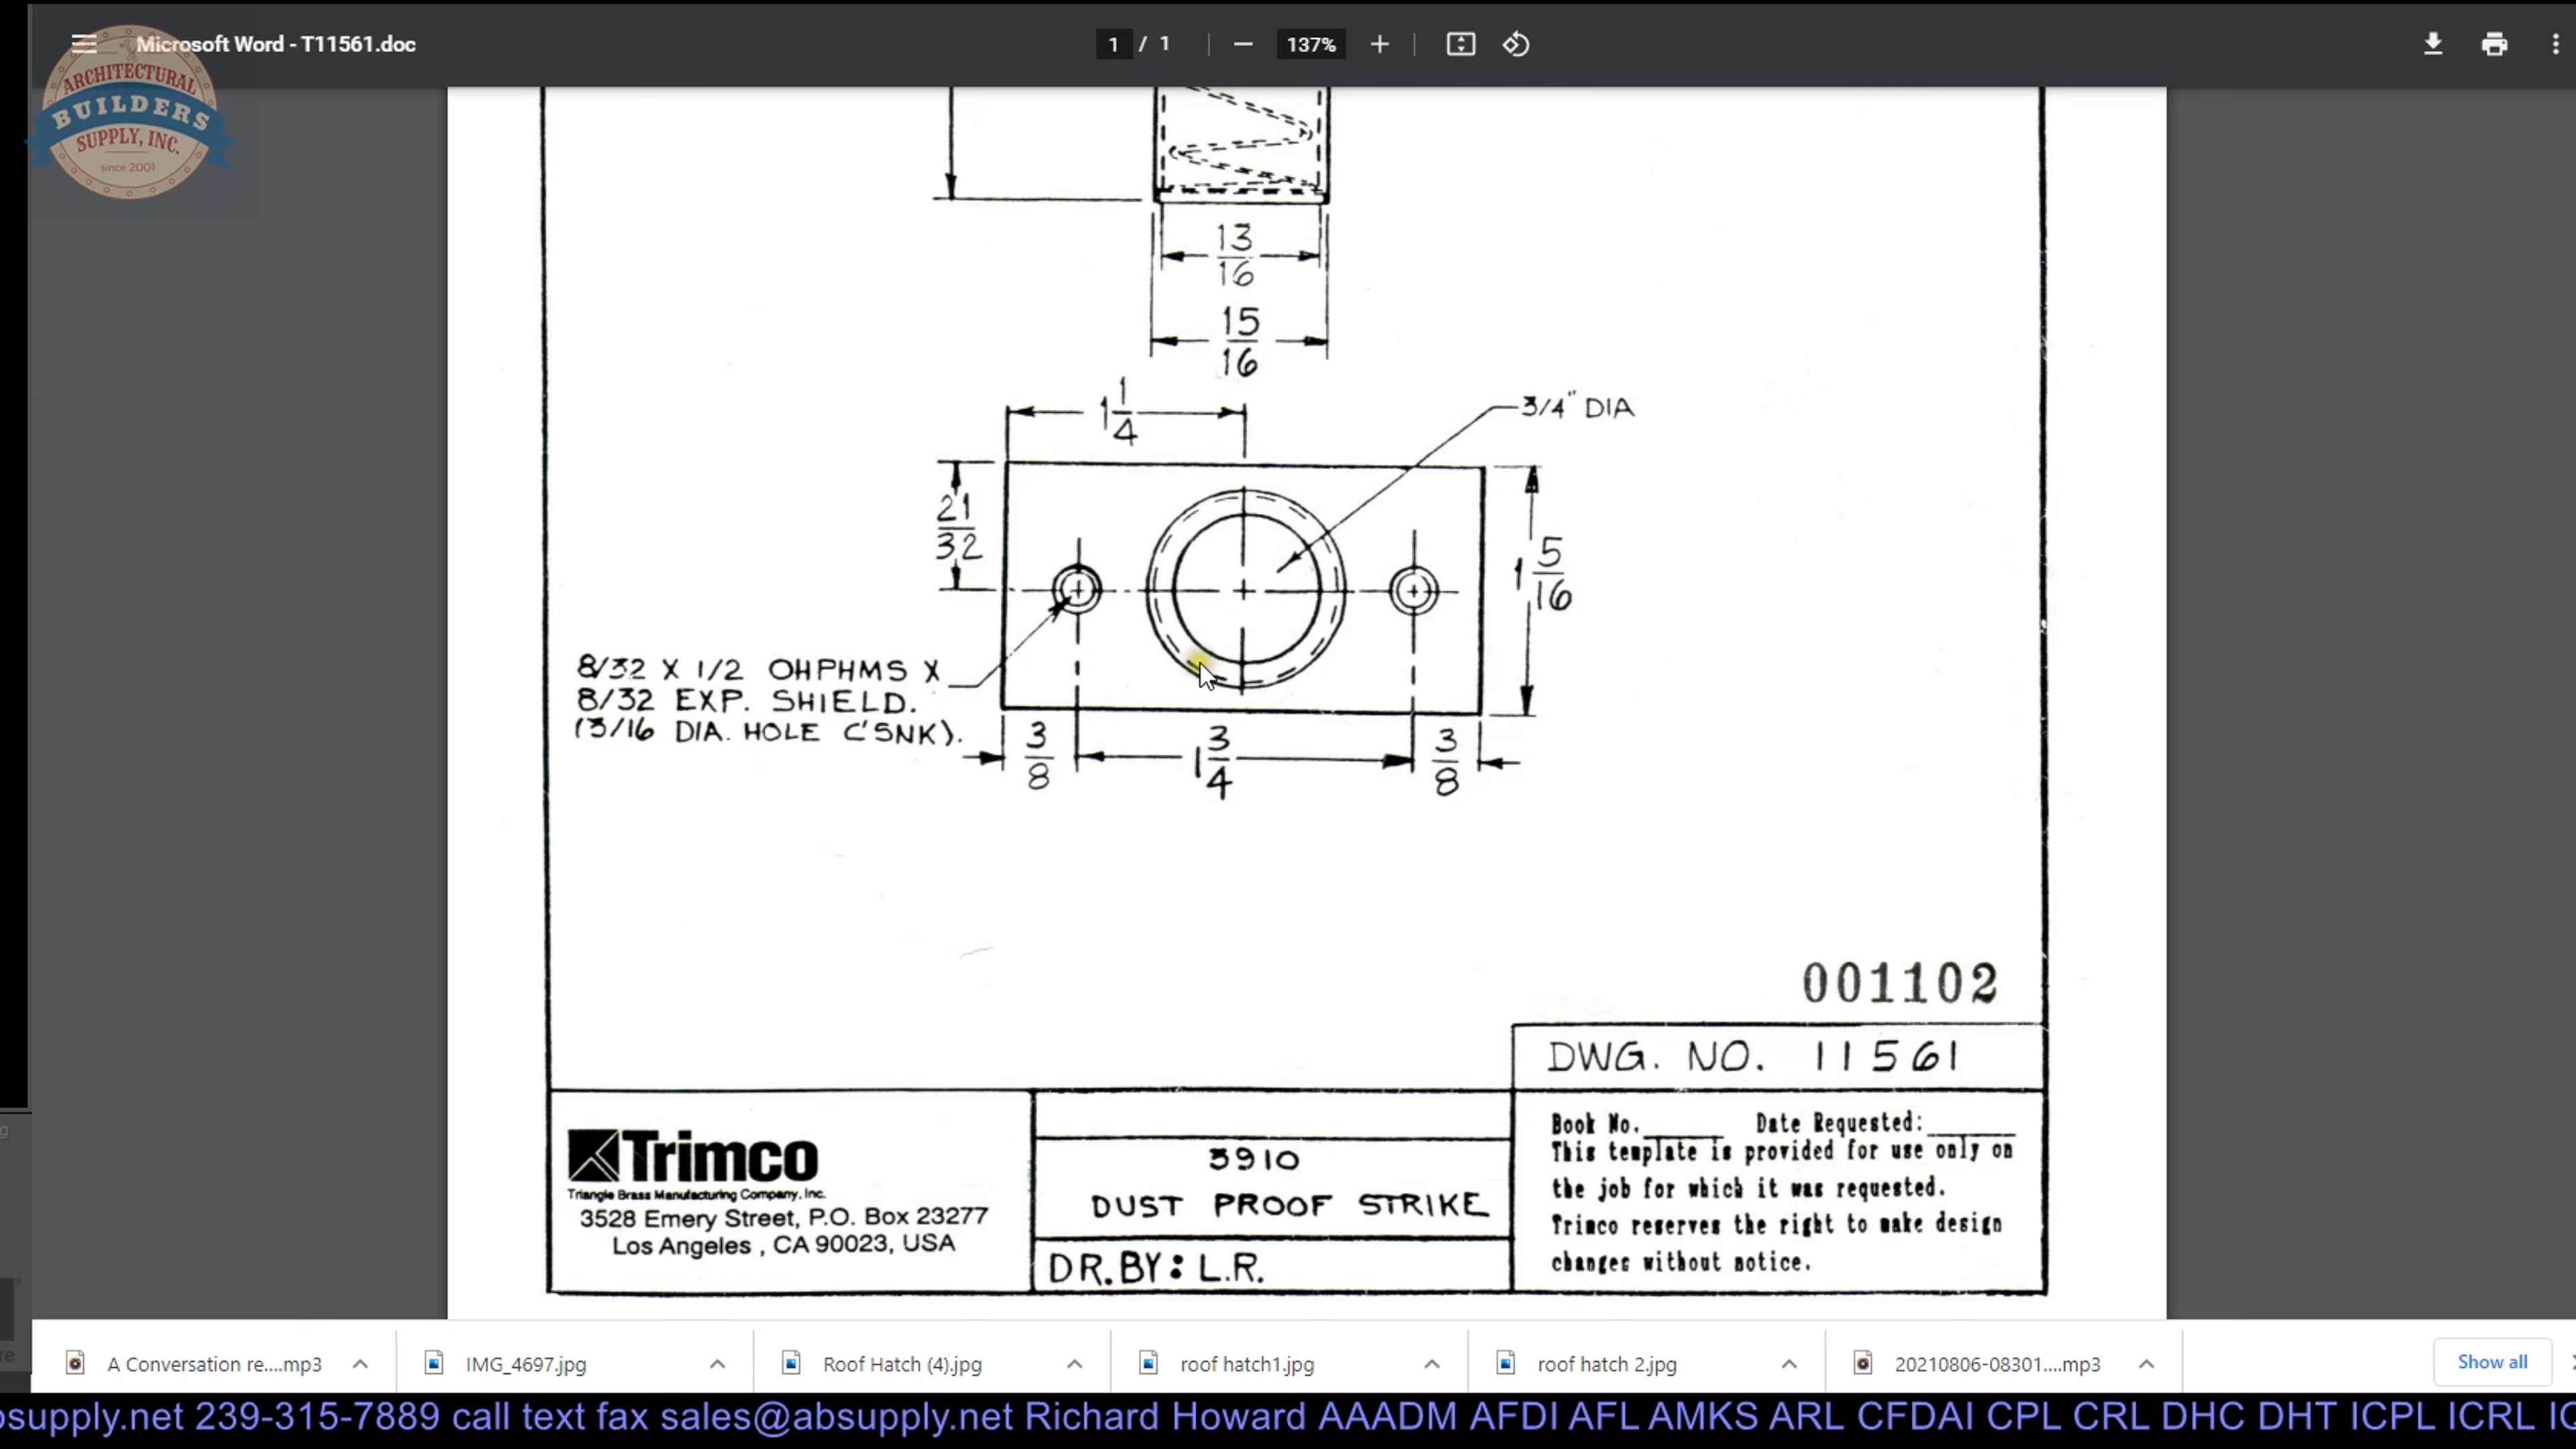 Microsoft Word - T11561.doc
1 / 1
137%
ARCHITECTURAL
BUILDERS
SUPPLY, INC.
since 2001
13/16
15/16
1 1/4
3/4" DIA
21/32
1 5/16
8/32 X 1/2 OHPHMS X
8/32 EXP. SHIELD.
(3/16 DIA. HOLE C'SNK).
3/8
1 3/4
3/8
001102
DWG. NO. 11561
Trimco
Triangle Brass Manufacturing Company, Inc.
3528 Emery Street, P.O. Box 23277
Los Angeles , CA 90023, USA
3910
DUST PROOF STRIKE
DR.BY: L.R.
Book No.______ Date Requested:______
This template is provided for use only on
the job for which it was requested.
Trimco reserves the right to make design
changes without notice.
A Conversation re....mp3
IMG_4697.jpg
Roof Hatch (4).jpg
roof hatch1.jpg
roof hatch 2.jpg
20210806-08301....mp3
Show all
supply.net 239-315-7889 call text fax sales@absupply.net Richard Howard AAADM AFDI AFL AMKS ARL CFDAI CPL CRL DHC DHT ICPL ICRL